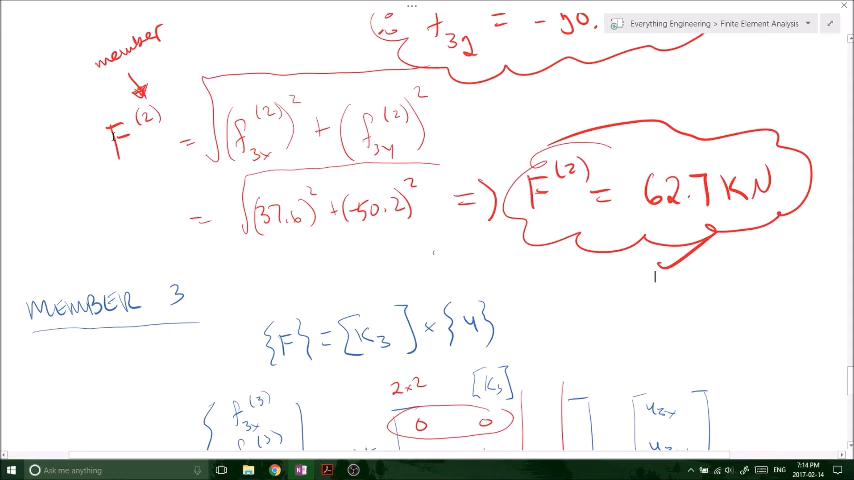 Everything Engineering > Finite Element Analysis
f3y = -50.
member
F^(2) = √((f3x^(2))^2 + (f3y^(2))^2
= √((37.6)^2 + (-50.2)^2 => F^(2) = 62.7 KN
MEMBER 3
{F} = [K3] × {u}
2×2 [K3]
f3x^(3) 0 0 u3x
Ask me anything
ENG
7:14 PM
2017-02-14